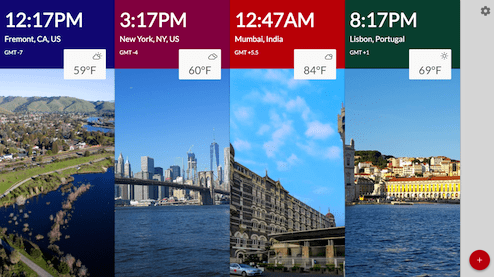 12:17PM
Fremont, CA, US
GMT -7
59°F
3:17PM
New York, NY, US
GMT -4
60°F
12:47AM
Mumbai, India
GMT +5.5
84°F
8:17PM
Lisbon, Portugal
GMT +1
69°F
+